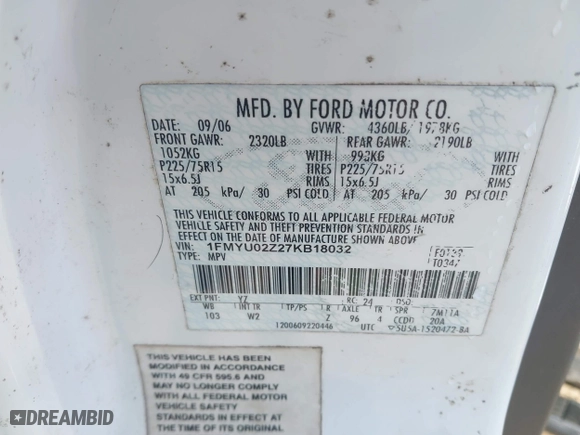 MFD. BY FORD MOTOR CO.
DATE: 09/06 GVWR: 4360LB/ 1978KG
FRONT GAWR: 2320LB REAR GAWR: 2190LB
1052KG WITH 993KG WITH
P225/75R15 TIRES P225/75R15 TIRES
15x6.5J RIMS 15x6.5J RIMS
AT 205 kPa/ 30 PSI COLD AT 205 kPa/ 30 PSI COLD
THIS VEHICLE CONFORMS TO ALL APPLICABLE FEDERAL MOTOR
VEHICLE SAFETY AND THEFT PREVENTION STANDARDS IN
EFFECT ON THE DATE OF MANUFACTURE SHOWN ABOVE.
VIN: 1FMYU02Z27KB18032
TYPE: MPV
T0347
EXT PNT: YZ RC: 24 DSO:
WB INT TR TP/PS R AXLE TR SPR 7M11A
103 W2 Z 96 4 CCDD 20A
1200609220446 UTC
THIS VEHICLE HAS BEEN
MODIFIED IN ACCORDANCE
WITH 49 CFR 595.6 AND
MAY NO LONGER COMPLY
WITH ALL FEDERAL MOTOR
VEHICLE SAFETY
STANDARDS IN EFFECT AT
THE TIME OF ITS ORIGINAL
DREAMBID